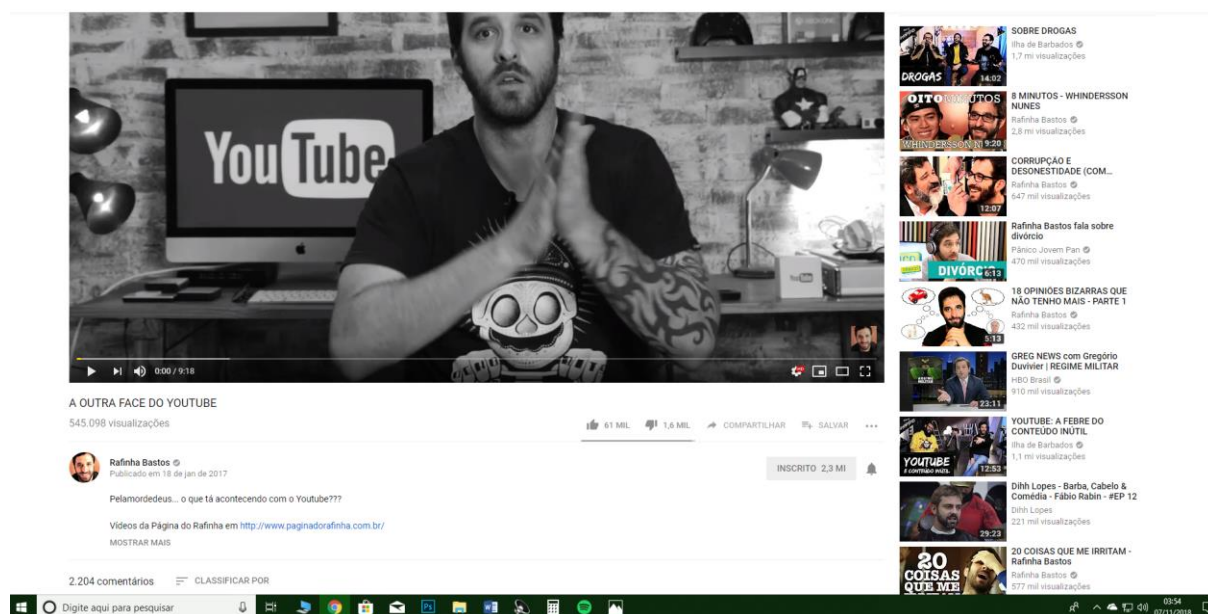 You Tube
YouTube
0:00 / 9:18
A OUTRA FACE DO YOUTUBE
545.098 visualizações
61 MIL
1,6 MIL
COMPARTILHAR
SALVAR
Rafinha Bastos
Publicado em 18 de jan de 2017
INSCRITO 2,3 MI
Pelamordedeus... o que tá acontecendo com o Youtube???
Vídeos da Página do Rafinha em http://www.paginadorafinha.com.br/
MOSTRAR MAIS
2.204 comentários
CLASSIFICAR POR
DROGAS
14:02
SOBRE DROGAS
Ilha de Barbados
1,7 mi visualizações
OITO MINUTOS
9:20
8 MINUTOS - WHINDERSSON
NUNES
Rafinha Bastos
2,8 mi visualizações
12:07
CORRUPÇÃO E
DESONESTIDADE (COM...
Rafinha Bastos
647 mil visualizações
DIVÓRCIO
6:13
Rafinha Bastos fala sobre
divórcio
Pânico Jovem Pan
470 mil visualizações
5:13
18 OPINIÕES BIZARRAS QUE
NÃO TENHO MAIS - PARTE 1
Rafinha Bastos
432 mil visualizações
23:11
GREG NEWS com Gregório
Duvivier | REGIME MILITAR
HBO Brasil
910 mil visualizações
YOUTUBE
12:53
YOUTUBE: A FEBRE DO
CONTEÚDO INÚTIL
Ilha de Barbados
1,1 mi visualizações
29:23
Dihh Lopes - Barba, Cabelo &
Comédia - Fábio Rabin - #EP 12
Dihh Lopes
221 mil visualizações
20
COISAS
QUE ME
20 COISAS QUE ME IRRITAM -
Rafinha Bastos
Rafinha Bastos
577 mil visualizações
Digite aqui para pesquisar
03:54
07/11/2018